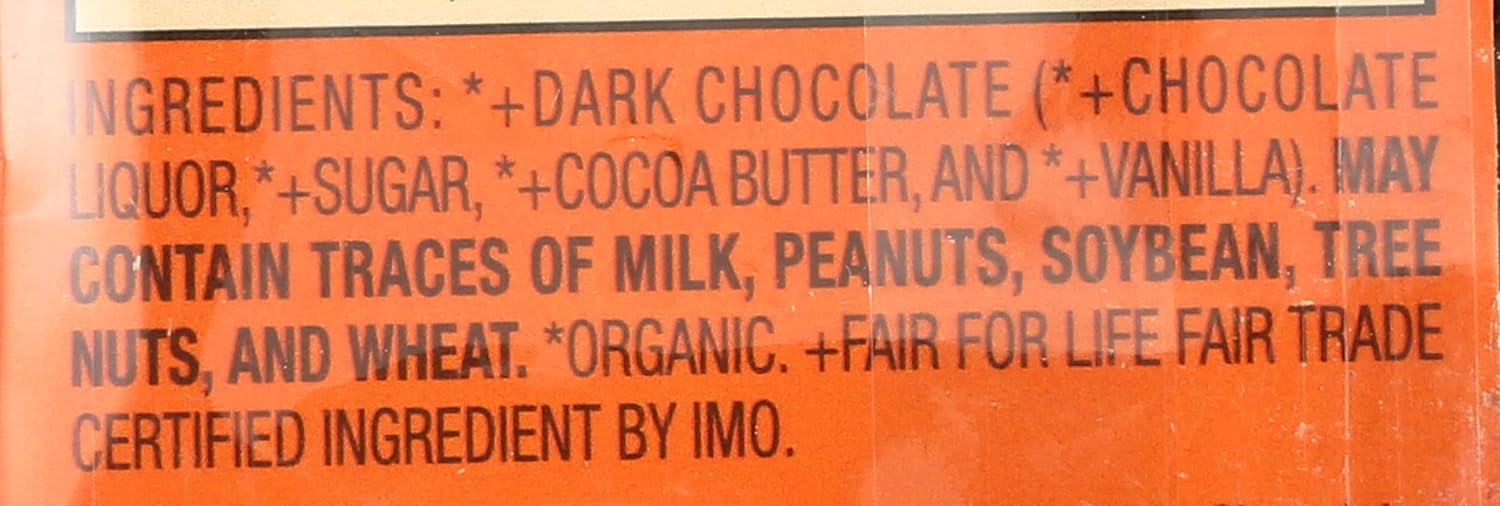 INGREDIENTS: *+DARK CHOCOLATE (*+CHOCOLATE
LIQUOR, *+SUGAR, *+COCOA BUTTER, AND *+VANILLA). MAY
CONTAIN TRACES OF MILK, PEANUTS, SOYBEAN, TREE
NUTS, AND WHEAT. *ORGANIC. +FAIR FOR LIFE FAIR TRADE
CERTIFIED INGREDIENT BY IMO.